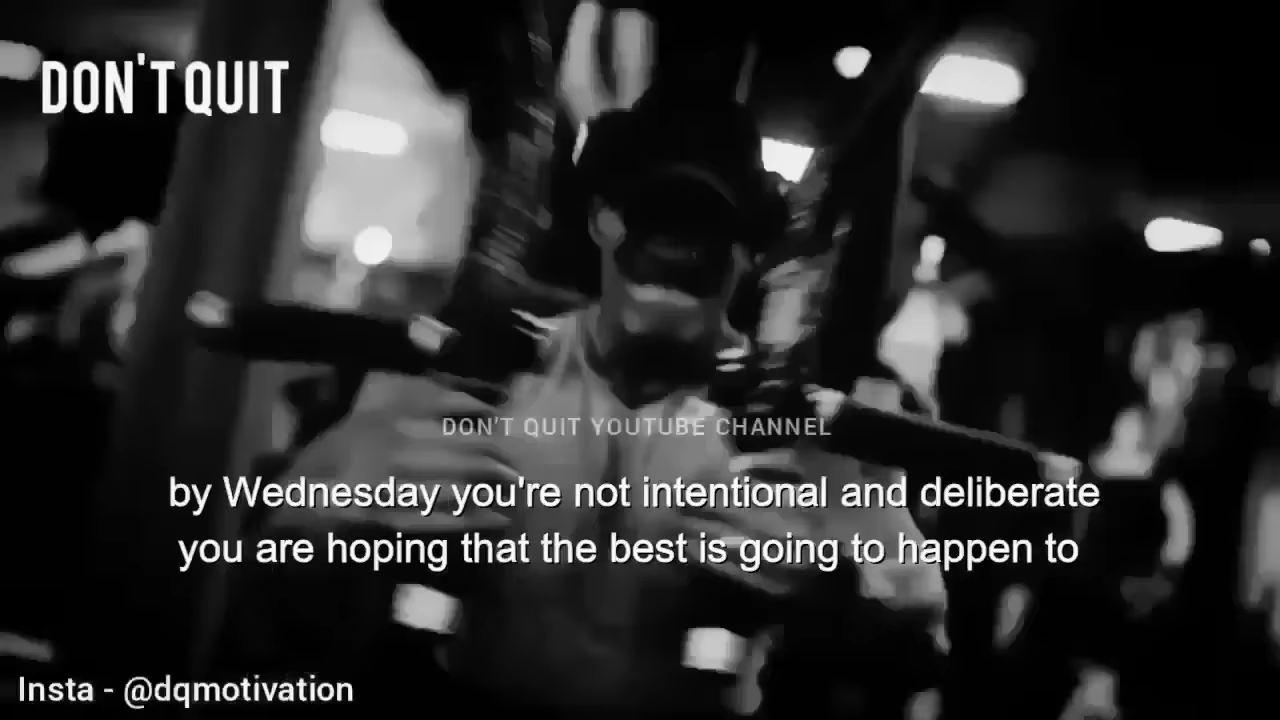 DON'T QUIT
DON'T QUIT YOUTUBE CHANNEL
by Wednesday you're not intentional and deliberate
you are hoping that the best is going to happen to
Insta - @dqmotivation